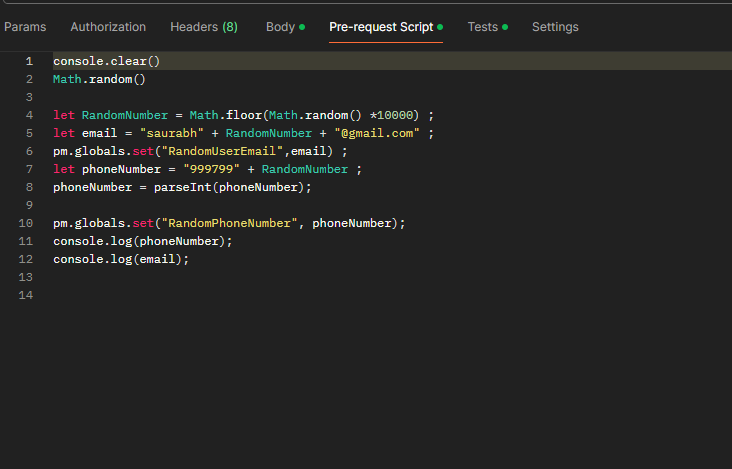 Params Authorization Headers (8) Body Pre-request Script Tests Settings
1 console.clear()
2 Math.random()
3
4 let RandomNumber = Math.floor(Math.random() *10000) ;
5 let email = "saurabh" + RandomNumber + "@gmail.com" ;
6 pm.globals.set("RandomUserEmail",email) ;
7 let phoneNumber = "999799" + RandomNumber ;
8 phoneNumber = parseInt(phoneNumber);
9
10 pm.globals.set("RandomPhoneNumber", phoneNumber);
11 console.log(phoneNumber);
12 console.log(email);
13
14